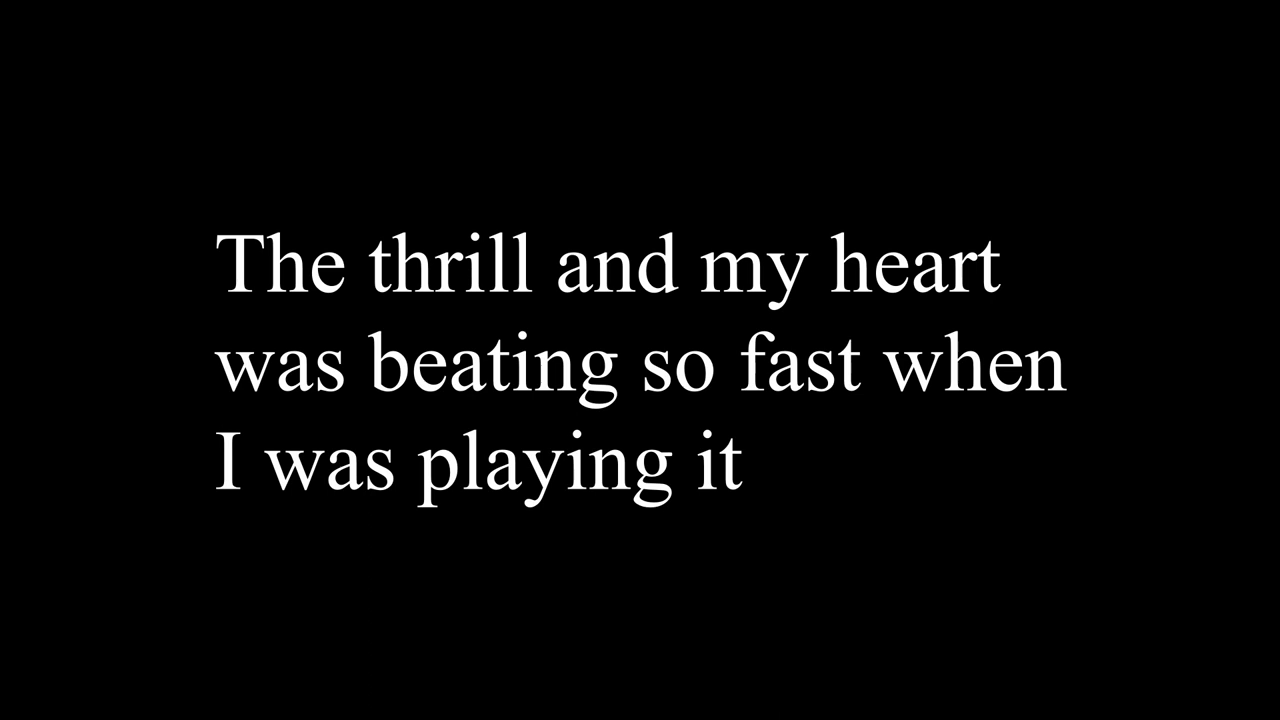 The thrill and my heart
was beating so fast when
I was playing it